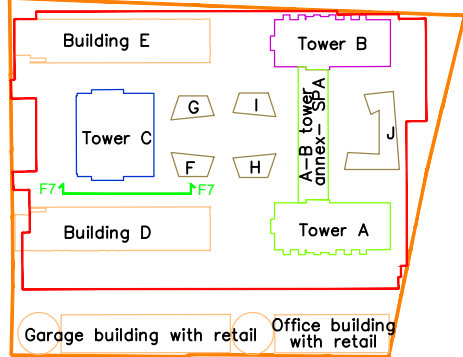 Building E
Tower B
G
I
A-B tower
annex- SPA
Tower C
J
F
H
F7
F7
Building D
Tower A
Garage building with retail
Office building
with retail